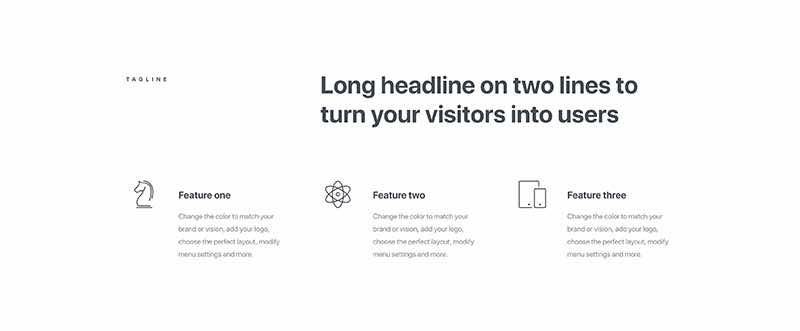 TAGLINE
Long headline on two lines to
turn your visitors into users
Feature one
Change the color to match your
brand or vision, add your logo,
choose the perfect layout, modify
menu settings and more.
Feature two
Change the color to match your
brand or vision, add your logo,
choose the perfect layout, modify
menu settings and more.
Feature three
Change the color to match your
brand or vision, add your logo,
choose the perfect layout, modify
menu settings and more.